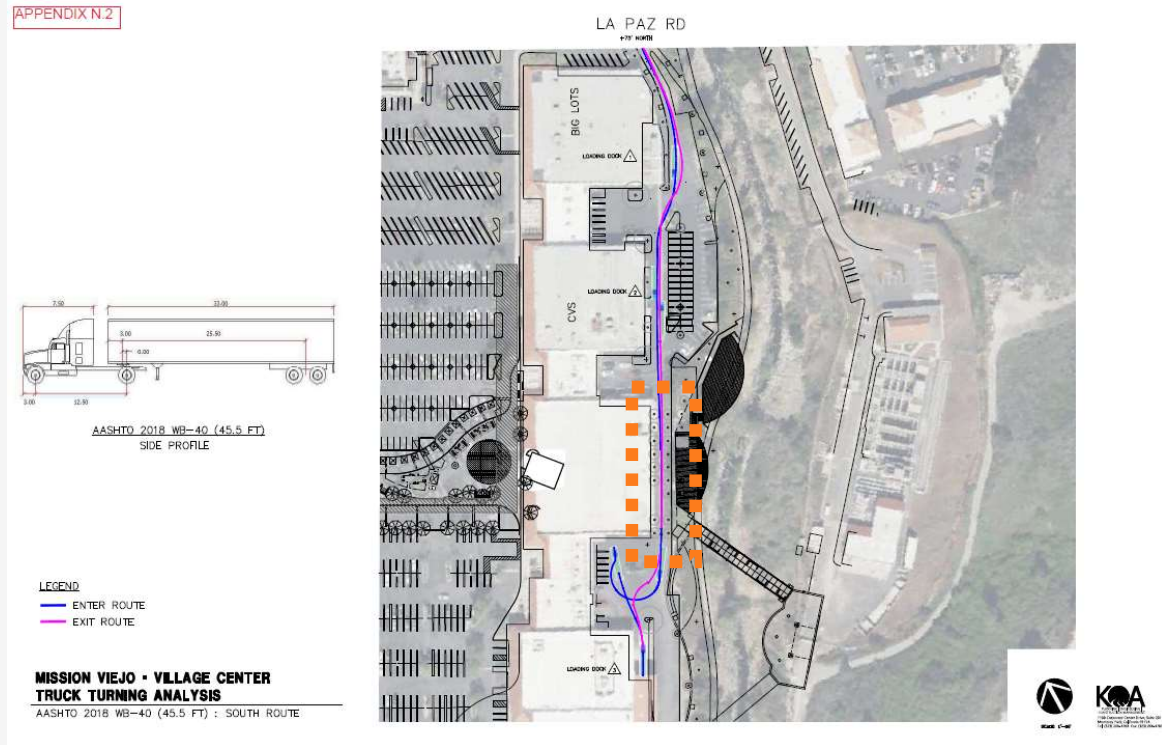 APPENDIX N.2
LA PAZ RD
BIG LOTS
LOADING DOCK 1
CVS
LOADING DOCK 2
LOADING DOCK 3
7.50
33.00
3.00
25.50
3.00
12.50
AASHTO 2018 WB-40 (45.5 FT)
SIDE PROFILE
LEGEND
ENTER ROUTE
EXIT ROUTE
MISSION VIEJO - VILLAGE CENTER
TRUCK TURNING ANALYSIS
AASHTO 2018 WB-40 (45.5 FT) : SOUTH ROUTE
KOA